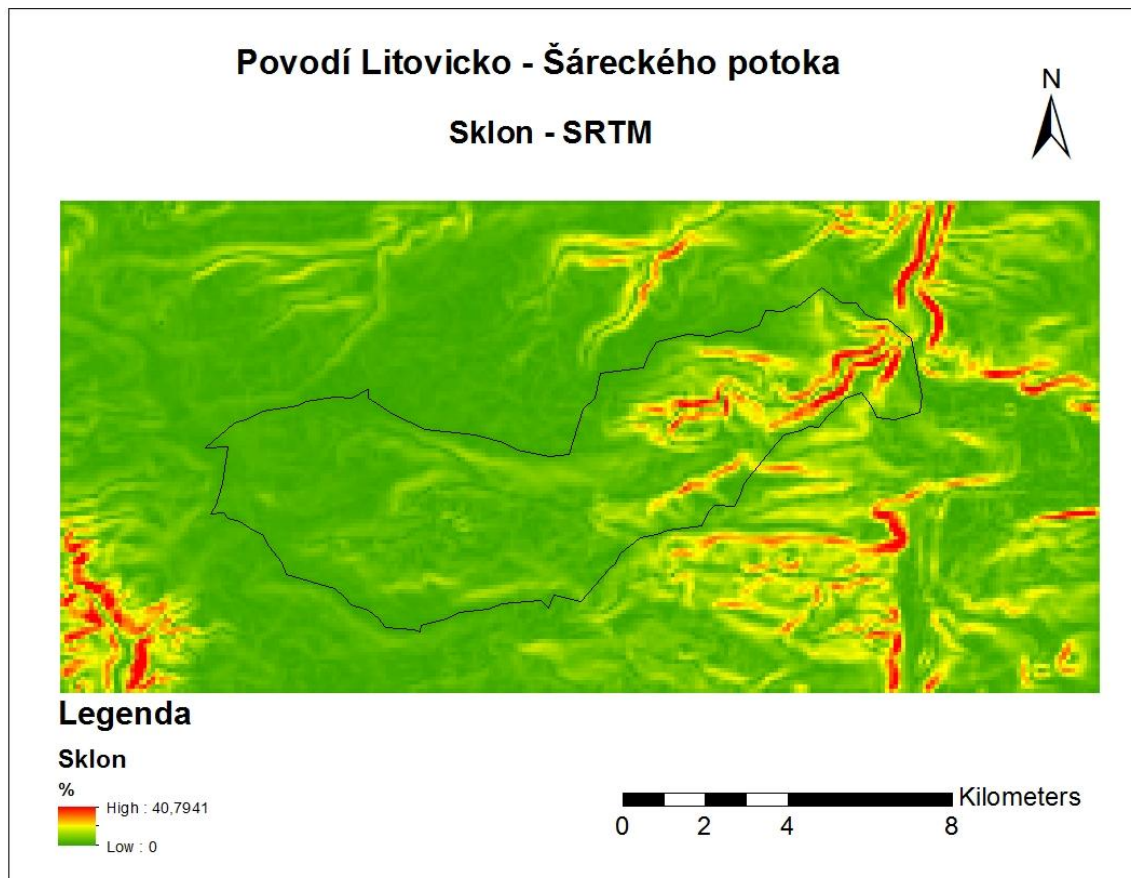 Povodí Litovicko - Šáreckého potoka
Sklon - SRTM
N
Legenda
Sklon
%
High : 40,7941
Low : 0
Kilometers
0 2 4 8